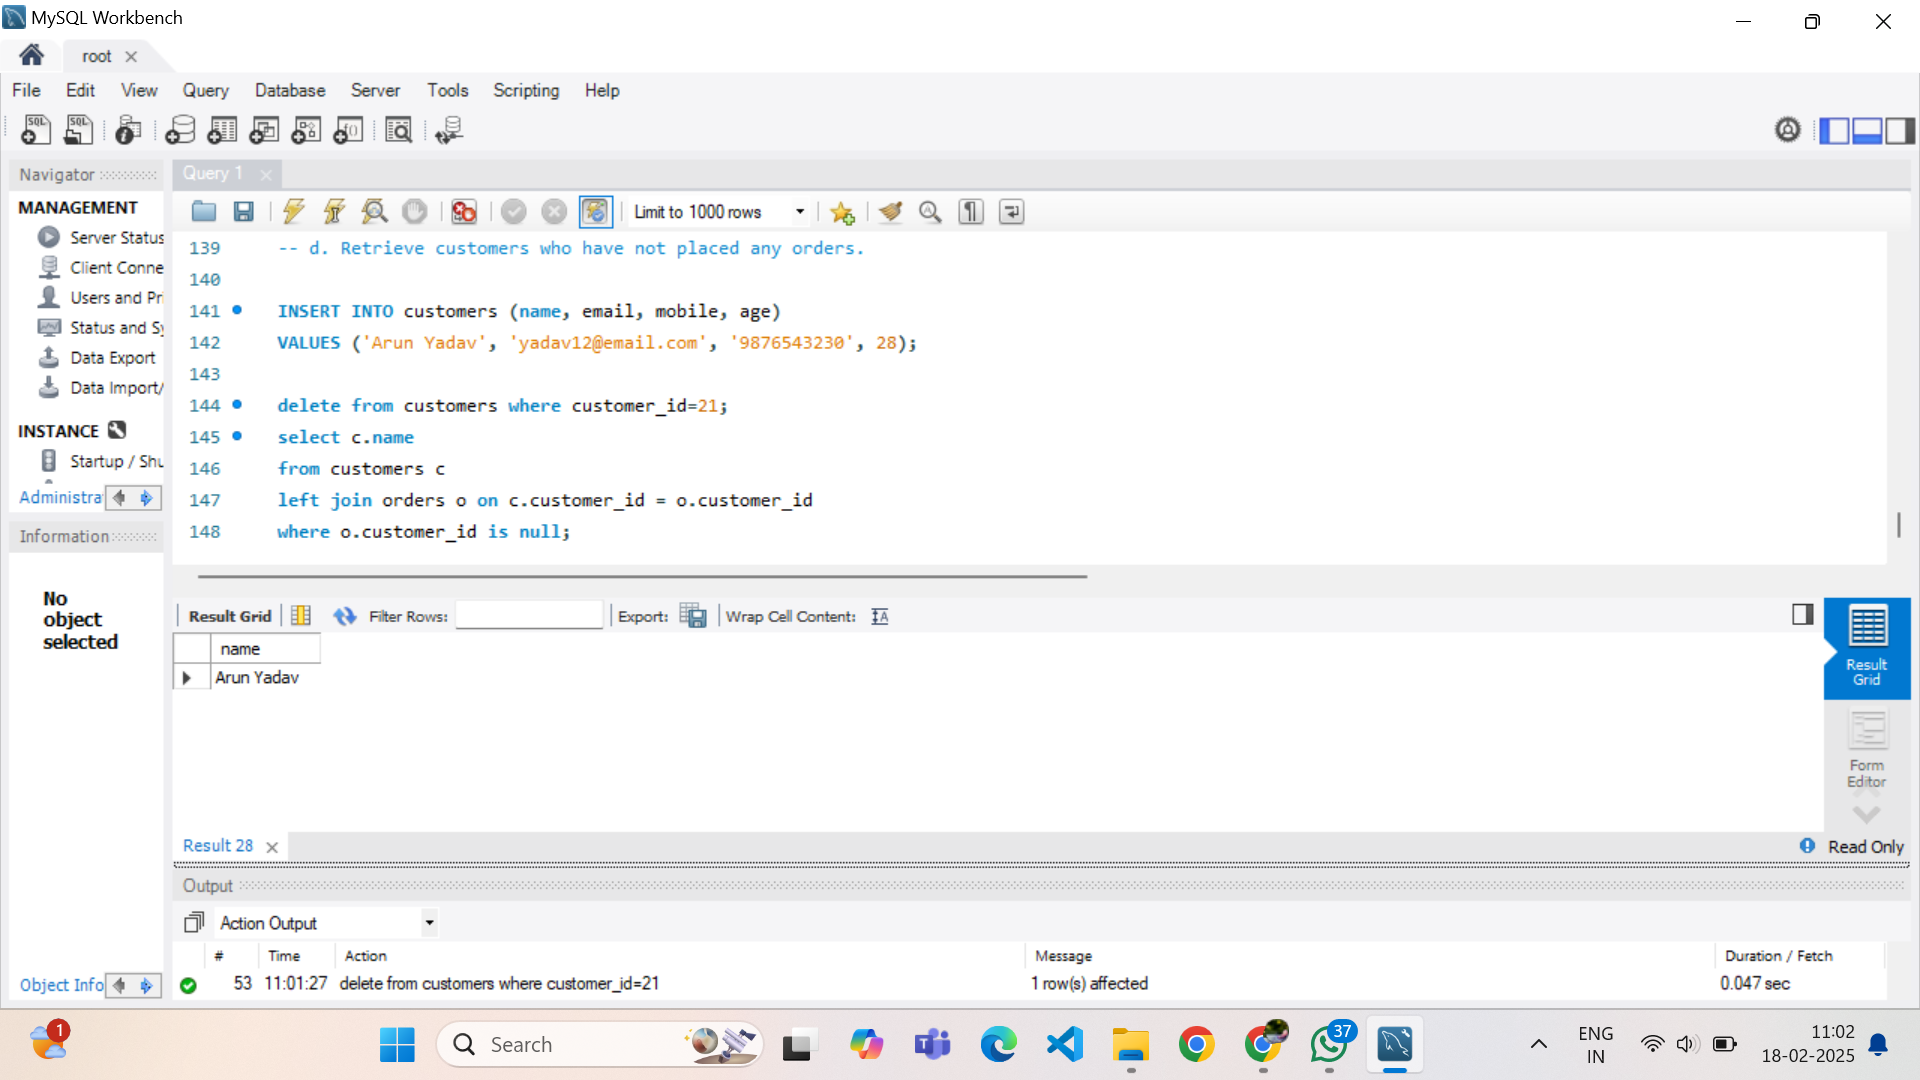 MySQL Workbench
root
File Edit View Query Database Server Tools Scripting Help
SQL SQL
Navigator
Query 1
MANAGEMENT
Server Status
Client Conne
Users and Pri
Status and Sy
Data Export
Data Import/
INSTANCE
Startup / Shu
Administra
Information
No
object
selected
Object Info
Limit to 1000 rows
139 -- d. Retrieve customers who have not placed any orders.
140
141 INSERT INTO customers (name, email, mobile, age)
142 VALUES ('Arun Yadav', 'yadav12@email.com', '9876543230', 28);
143
144 delete from customers where customer_id=21;
145 select c.name
146 from customers c
147 left join orders o on c.customer_id = o.customer_id
148 where o.customer_id is null;
Result Grid Filter Rows: Export: Wrap Cell Content:
name
Arun Yadav
Result
Grid
Form
Editor
Result 28
Read Only
Output
Action Output
# Time Action Message Duration / Fetch
53 11:01:27 delete from customers where customer_id=21 1 row(s) affected 0.047 sec
1
Search
37
ENG
IN
11:02
18-02-2025